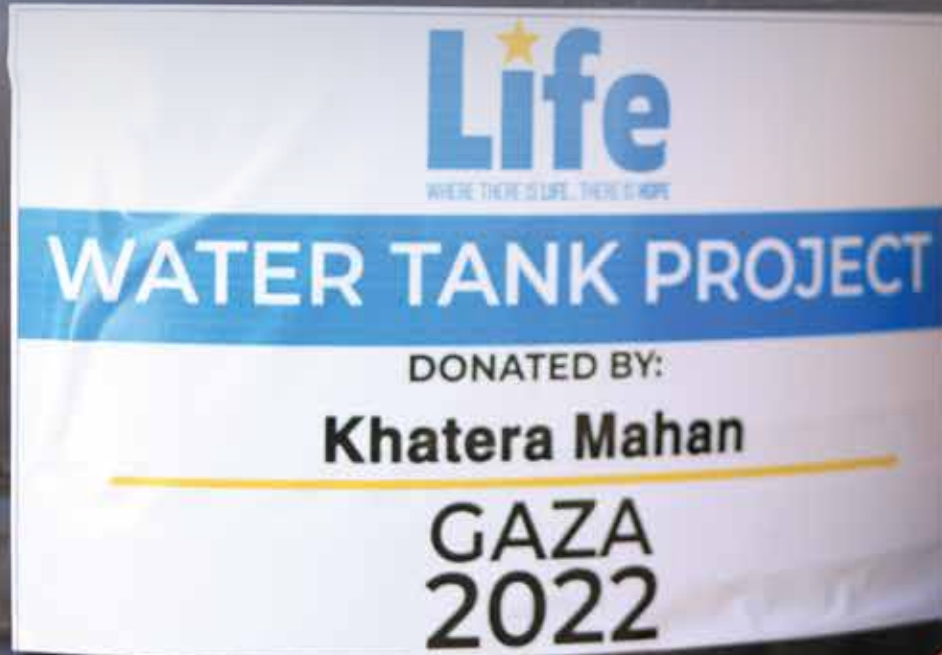 Life
WHERE THERE IS LIFE, THERE IS HOPE
WATER TANK PROJECT
DONATED BY:
Khatera Mahan
GAZA
2022